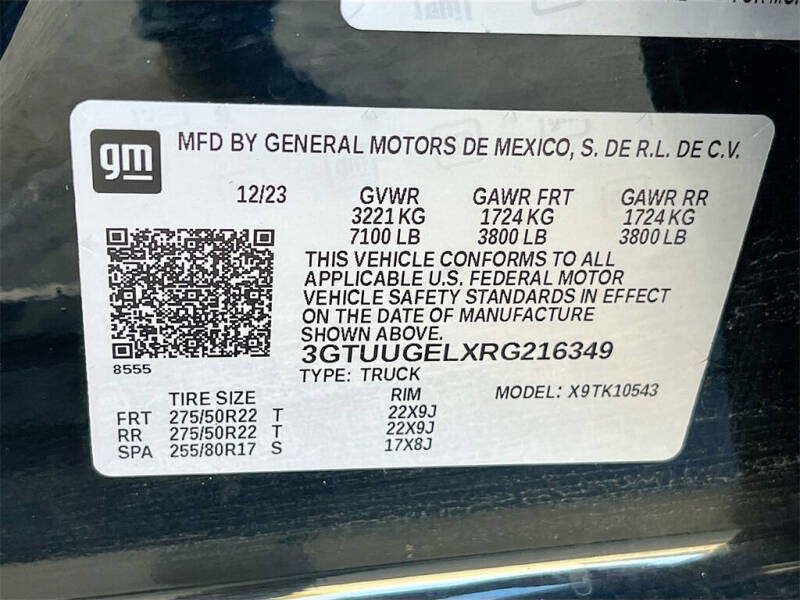 gm
MFD BY GENERAL MOTORS DE MEXICO, S. DE R.L. DE C.V.
12/23 GVWR GAWR FRT GAWR RR
3221 KG 1724 KG 1724 KG
7100 LB 3800 LB 3800 LB
THIS VEHICLE CONFORMS TO ALL
APPLICABLE U.S. FEDERAL MOTOR
VEHICLE SAFETY STANDARDS IN EFFECT
ON THE DATE OF MANUFACTURE
SHOWN ABOVE.
8555
3GTUUGELXRG216349
TYPE: TRUCK MODEL: X9TK10543
TIRE SIZE RIM
FRT 275/50R22 T 22X9J
RR 275/50R22 T 22X9J
SPA 255/80R17 S 17X8J